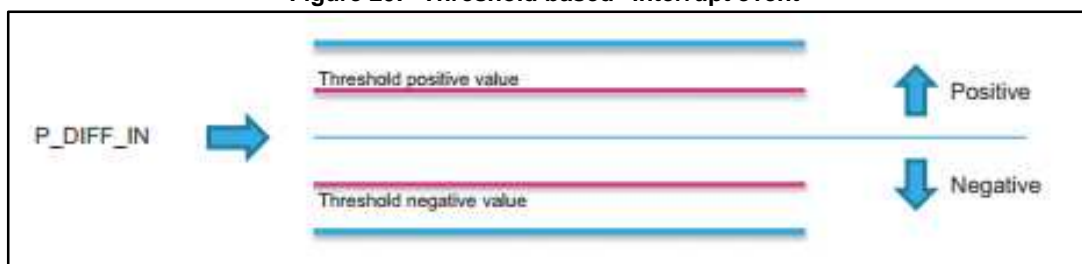 Threshold positive value
Positive
P_DIFF_IN
Negative
Threshold negative value